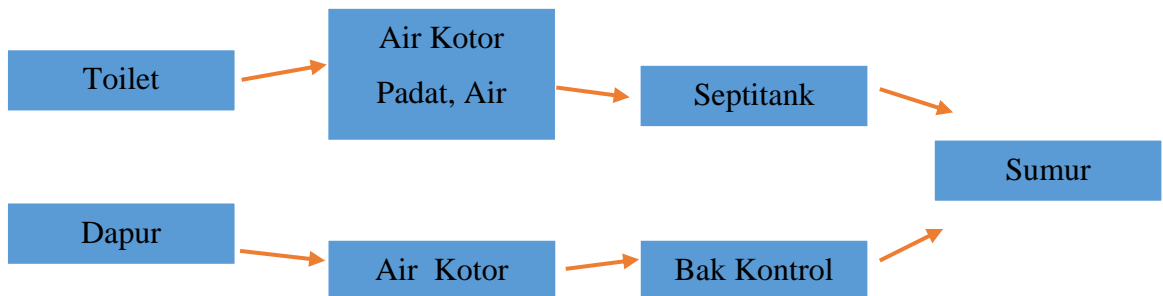 Toilet
Air Kotor
Padat, Air
Septitank
Sumur
Dapur
Air Kotor
Bak Kontrol